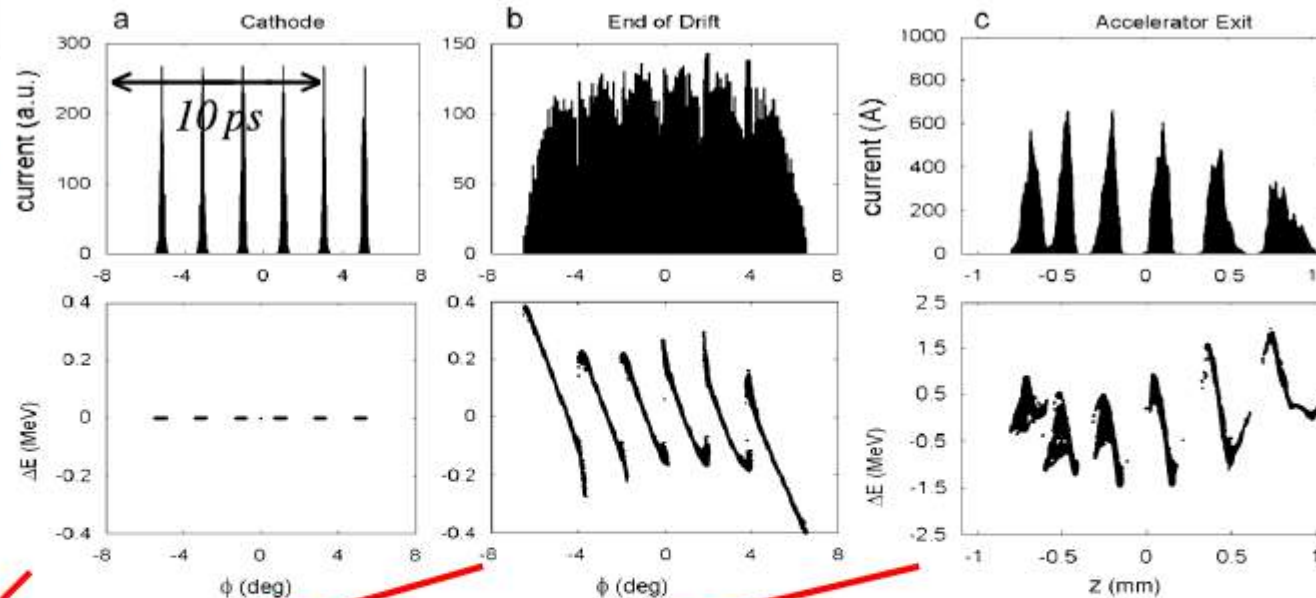 a Cathode
300
200
100
0
current (a.u.)
10 ps
-8 -4 0 4 8
0.4
0.2
0
-0.2
-0.4
ΔE (MeV)
-8 -4 0 4 8
ϕ (deg)
b End of Drift
150
100
50
0
-8 -4 0 4 8
0.4
0.2
0
-0.2
-0.4
-8 -4 0 4 8
ϕ (deg)
c Accelerator Exit
1000
800
600
400
200
0
current (A)
-1 -0.5 0 0.5 1
2.5
1.5
0.5
-0.5
-1.5
-2.5
ΔE (MeV)
-1 -0.5 0 0.5 1
Z (mm)